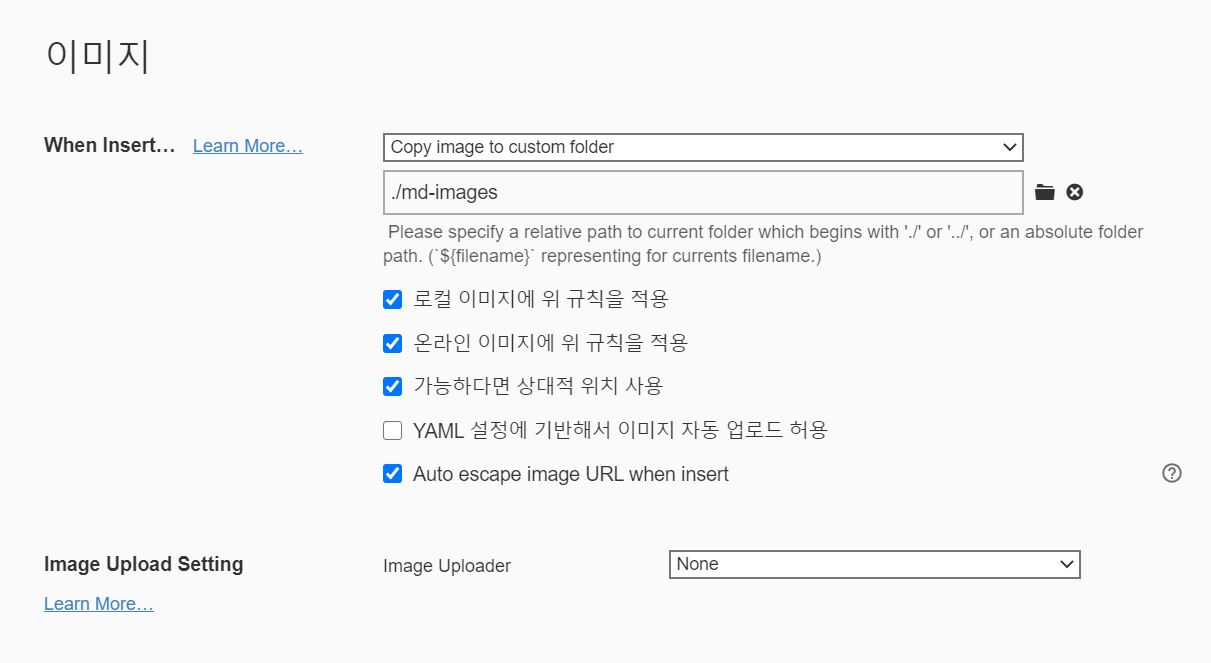 이미지
When Insert... Learn More...
Copy image to custom folder
./md-images
Please specify a relative path to current folder which begins with './' or '../', or an absolute folder
path. (`${filename}` representing for currents filename.)
로컬 이미지에 위 규칙을 적용
온라인 이미지에 위 규칙을 적용
가능하다면 상대적 위치 사용
YAML 설정에 기반해서 이미지 자동 업로드 허용
Auto escape image URL when insert
Image Upload Setting
Image Uploader
None
Learn More...